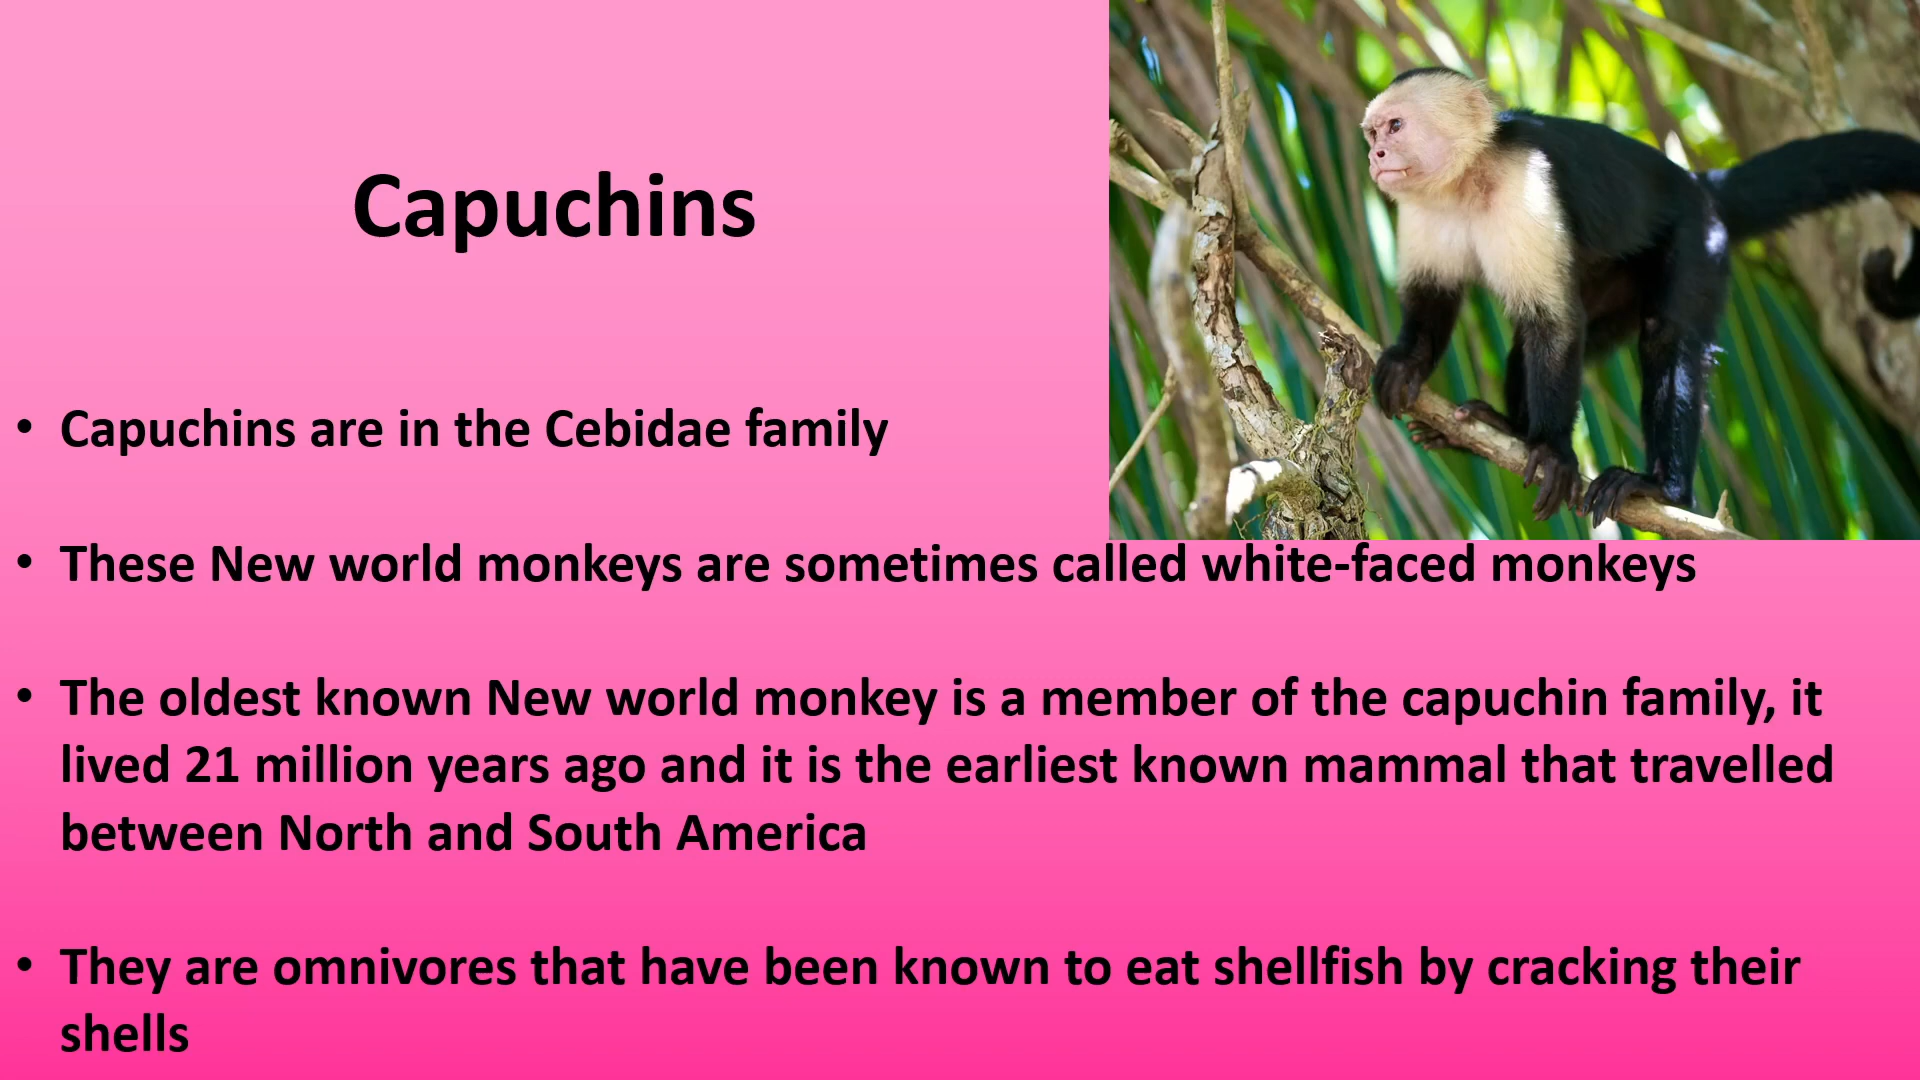 Capuchins
• Capuchins are in the Cebidae family
• These New world monkeys are sometimes called white-faced monkeys
• The oldest known New world monkey is a member of the capuchin family, it
lived 21 million years ago and it is the earliest known mammal that travelled
between North and South America
• They are omnivores that have been known to eat shellfish by cracking their
shells